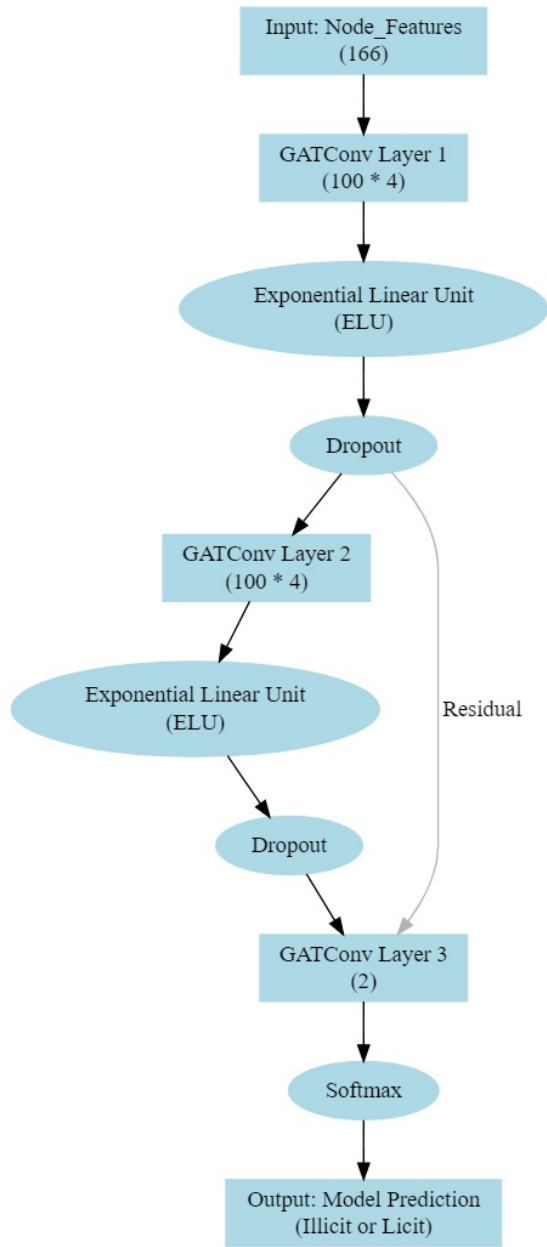 Input: Node_Features
(166)
GATConv Layer 1
(100 * 4)
Exponential Linear Unit
(ELU)
Dropout
GATConv Layer 2
(100 * 4)
Exponential Linear Unit
(ELU)
Residual
Dropout
GATConv Layer 3
(2)
Softmax
Output: Model Prediction
(Illicit or Licit)